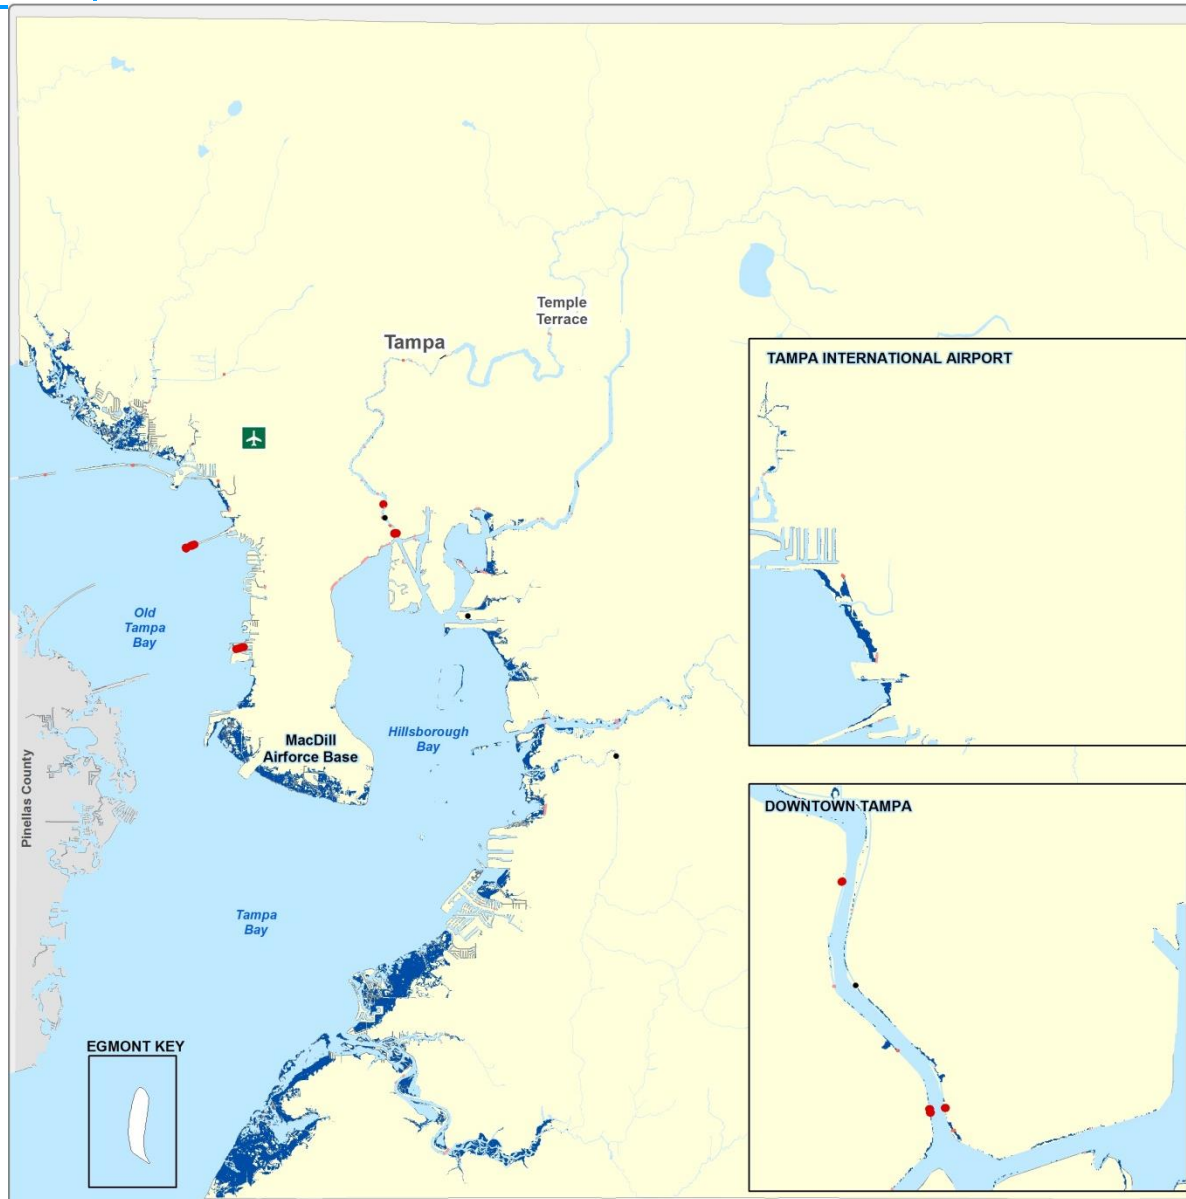 Temple
Terrace
Tampa
TAMPA INTERNATIONAL AIRPORT
Old
Tampa
Bay
Hillsborough
Bay
MacDill
Airforce Base
Pinellas County
DOWNTOWN TAMPA
Tampa
Bay
EGMONT KEY